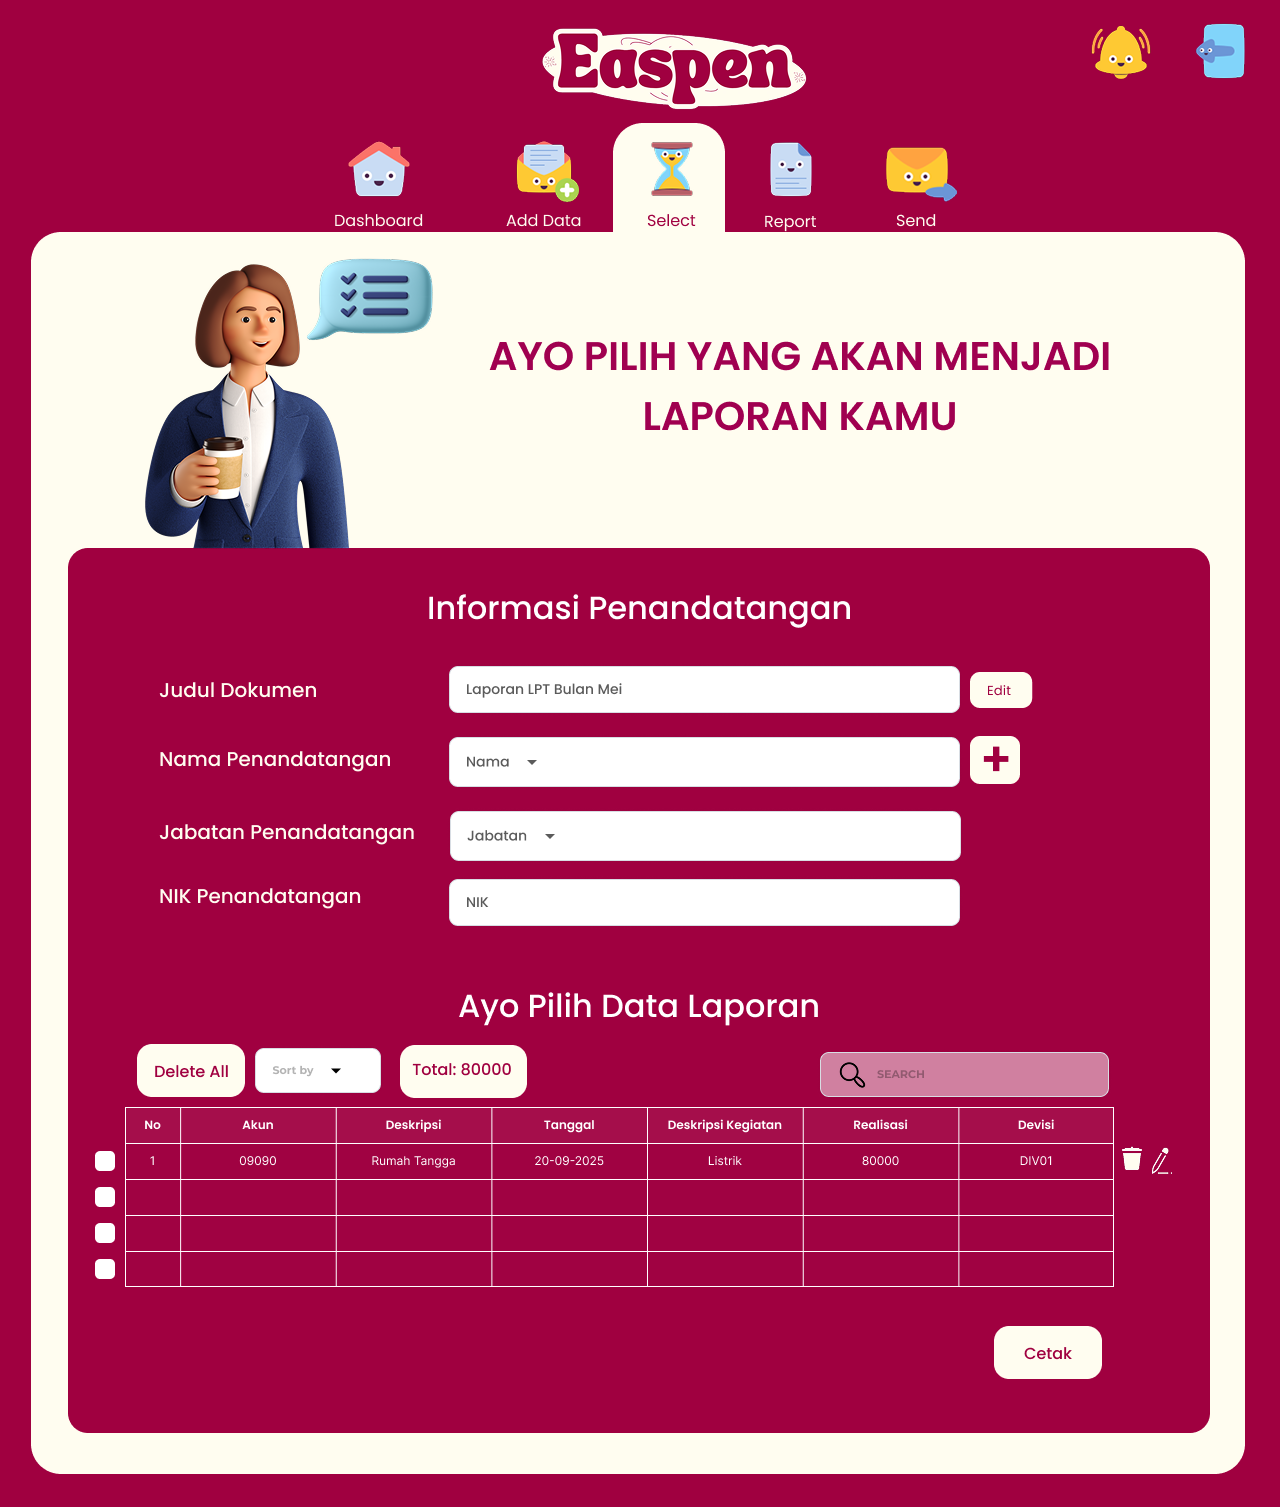 Easpen
Dashboard
Add Data
Select
Report
Send
AYO PILIH YANG AKAN MENJADI
LAPORAN KAMU
Informasi Penandatangan
Judul Dokumen
Laporan LPT Bulan Mei
Edit
Nama Penandatangan
Nama
Jabatan Penandatangan
Jabatan
NIK Penandatangan
NIK
Ayo Pilih Data Laporan
Delete All
Sort by
Total: 80000
SEARCH
No Akun Deskripsi Tanggal Deskripsi Kegiatan Realisasi Devisi
1 09090 Rumah Tangga 20-09-2025 Listrik 80000 DIV01
Cetak